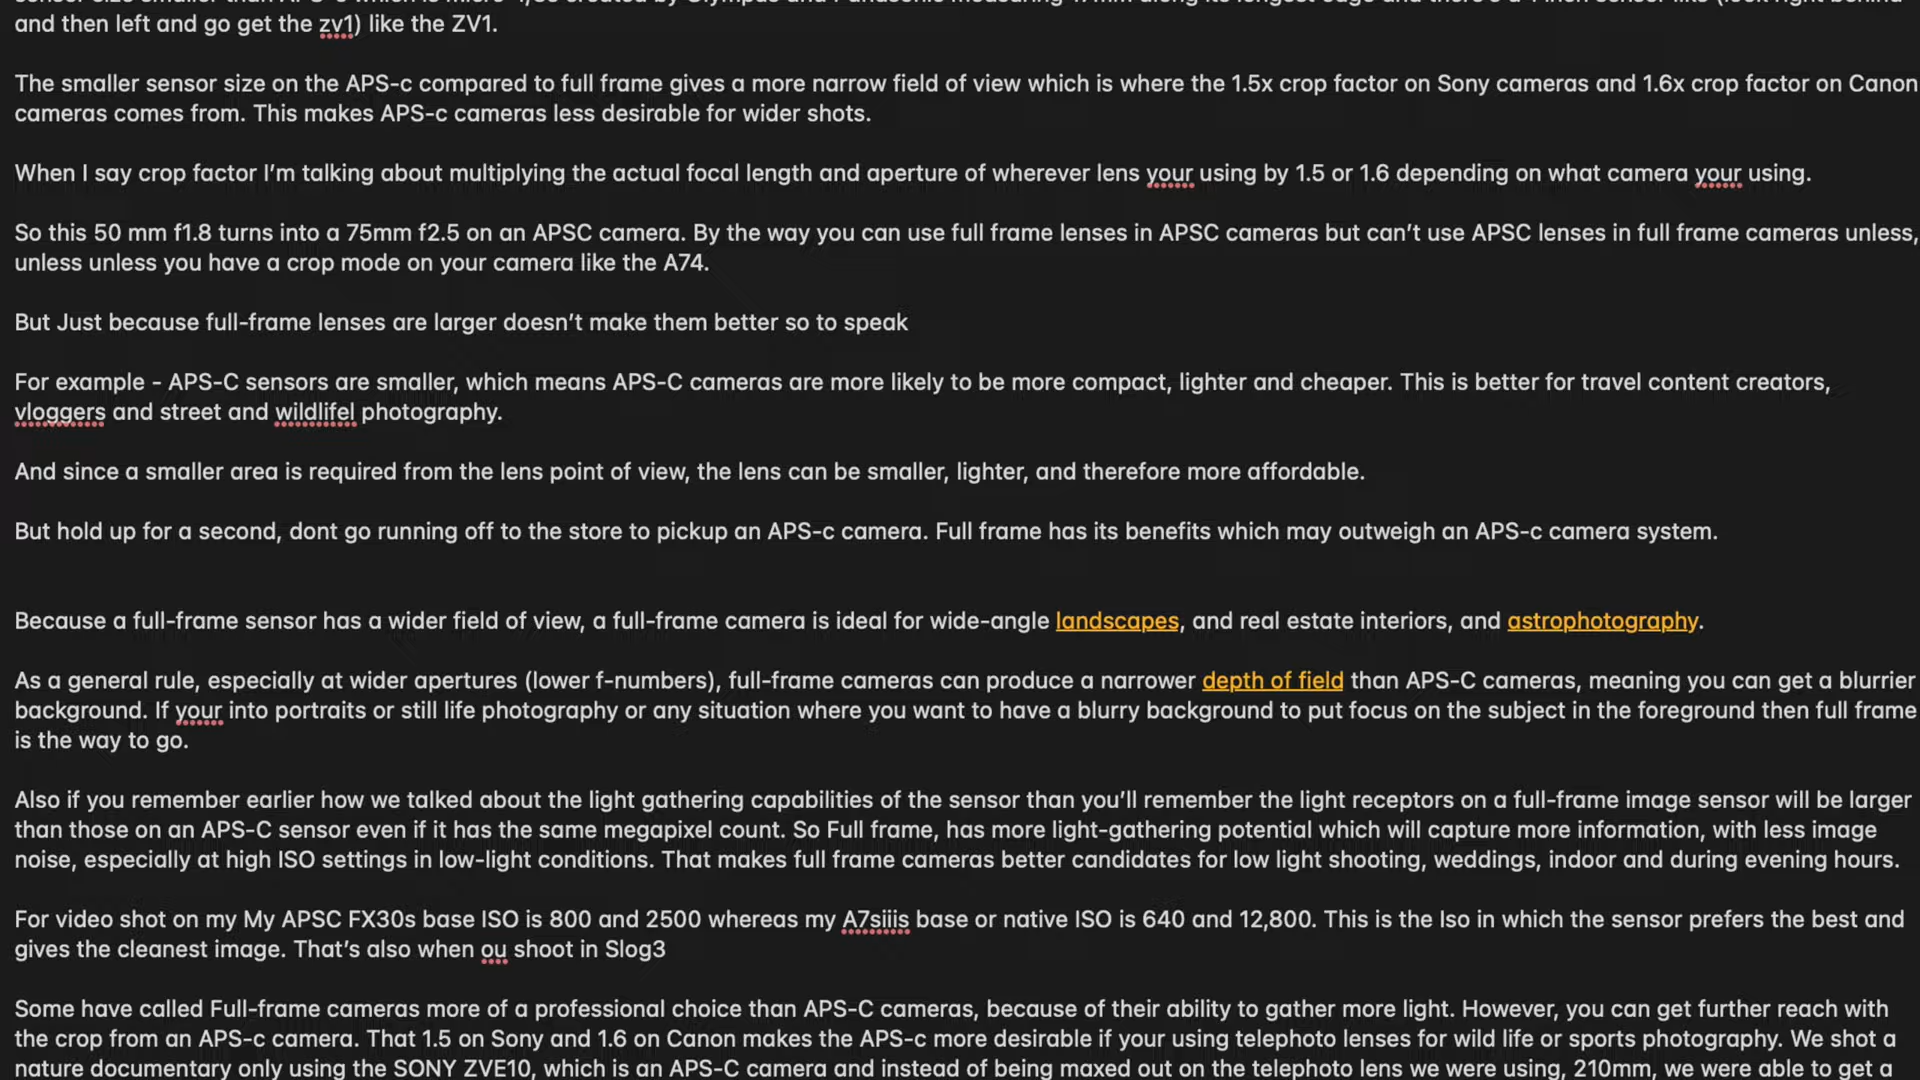 and then left and go get the zv1) like the ZV1.
The smaller sensor size on the APS-c compared to full frame gives a more narrow field of view which is where the 1.5x crop factor on Sony cameras and 1.6x crop factor on Canon
cameras comes from. This makes APS-c cameras less desirable for wider shots.
When I say crop factor I'm talking about multiplying the actual focal length and aperture of wherever lens your using by 1.5 or 1.6 depending on what camera your using.
So this 50 mm f1.8 turns into a 75mm f2.5 on an APSC camera. By the way you can use full frame lenses in APSC cameras but can't use APSC lenses in full frame cameras unless,
unless unless you have a crop mode on your camera like the A74.
But Just because full-frame lenses are larger doesn't make them better so to speak
For example - APS-C sensors are smaller, which means APS-C cameras are more likely to be more compact, lighter and cheaper. This is better for travel content creators,
vloggers and street and wildlifel photography.
And since a smaller area is required from the lens point of view, the lens can be smaller, lighter, and therefore more affordable.
But hold up for a second, dont go running off to the store to pickup an APS-c camera. Full frame has its benefits which may outweigh an APS-c camera system.
Because a full-frame sensor has a wider field of view, a full-frame camera is ideal for wide-angle landscapes, and real estate interiors, and astrophotography.
As a general rule, especially at wider apertures (lower f-numbers), full-frame cameras can produce a narrower depth of field than APS-C cameras, meaning you can get a blurrier
background. If your into portraits or still life photography or any situation where you want to have a blurry background to put focus on the subject in the foreground then full frame
is the way to go.
Also if you remember earlier how we talked about the light gathering capabilities of the sensor than you'll remember the light receptors on a full-frame image sensor will be larger
than those on an APS-C sensor even if it has the same megapixel count. So Full frame, has more light-gathering potential which will capture more information, with less image
noise, especially at high ISO settings in low-light conditions. That makes full frame cameras better candidates for low light shooting, weddings, indoor and during evening hours.
For video shot on my My APSC FX30s base ISO is 800 and 2500 whereas my A7siiis base or native ISO is 640 and 12,800. This is the Iso in which the sensor prefers the best and
gives the cleanest image. That's also when ou shoot in Slog3
Some have called Full-frame cameras more of a professional choice than APS-C cameras, because of their ability to gather more light. However, you can get further reach with
the crop from an APS-c camera. That 1.5 on Sony and 1.6 on Canon makes the APS-c more desirable if your using telephoto lenses for wild life or sports photography. We shot a
nature documentary only using the SONY ZVE10, which is an APS-C camera and instead of being maxed out on the telephoto lens we were using, 210mm, we were able to get a